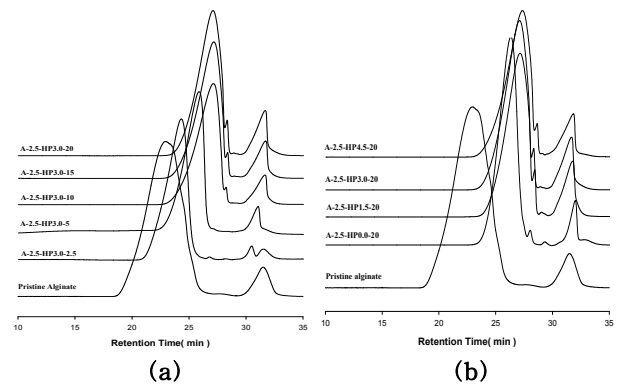 A-2.5-HP3.0-20
A-2.5-HP3.0-15
A-2.5-HP3.0-10
A-2.5-HP3.0-5
A-2.5-HP3.0-2.5
Pristine Alginate
10 15 20 25 30 35
Retention Time( min )
(a)
A-2.5-HP4.5-20
A-2.5-HP3.0-20
A-2.5-HP1.5-20
A-2.5-HP0.0-20
Pristine alginate
10 15 20 25 30 35
Retention Time( min )
(b)